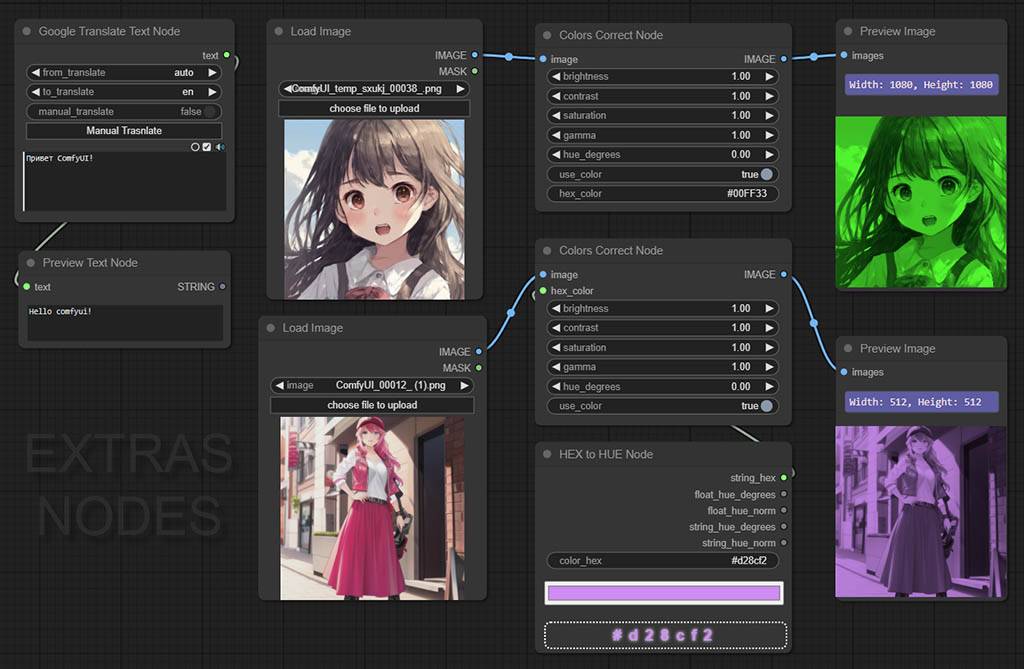 Google Translate Text Node
text
from_translate auto
to_translate en
manual_translate false
Manual Trasnlate
Привет ComfyUI!
Preview Text Node
text STRING
Hello comfyui!
EXTRAS
NODES
Load Image
IMAGE
MASK
ComfyUI_temp_sxukj_00038_.png
choose file to upload
Load Image
IMAGE
MASK
image ComfyUI_00012_ (1).png
choose file to upload
Colors Correct Node
image IMAGE
brightness 1.00
contrast 1.00
saturation 1.00
gamma 1.00
hue_degrees 0.00
use_color true
hex_color #00FF33
Colors Correct Node
image IMAGE
hex_color
brightness 1.00
contrast 1.00
saturation 1.00
gamma 1.00
hue_degrees 0.00
use_color true
HEX to HUE Node
string_hex
float_hue_degrees
float_hue_norm
string_hue_degrees
string_hue_norm
color_hex #d28cf2
#d28cf2
Preview Image
images
Width: 1080, Height: 1080
Preview Image
images
Width: 512, Height: 512